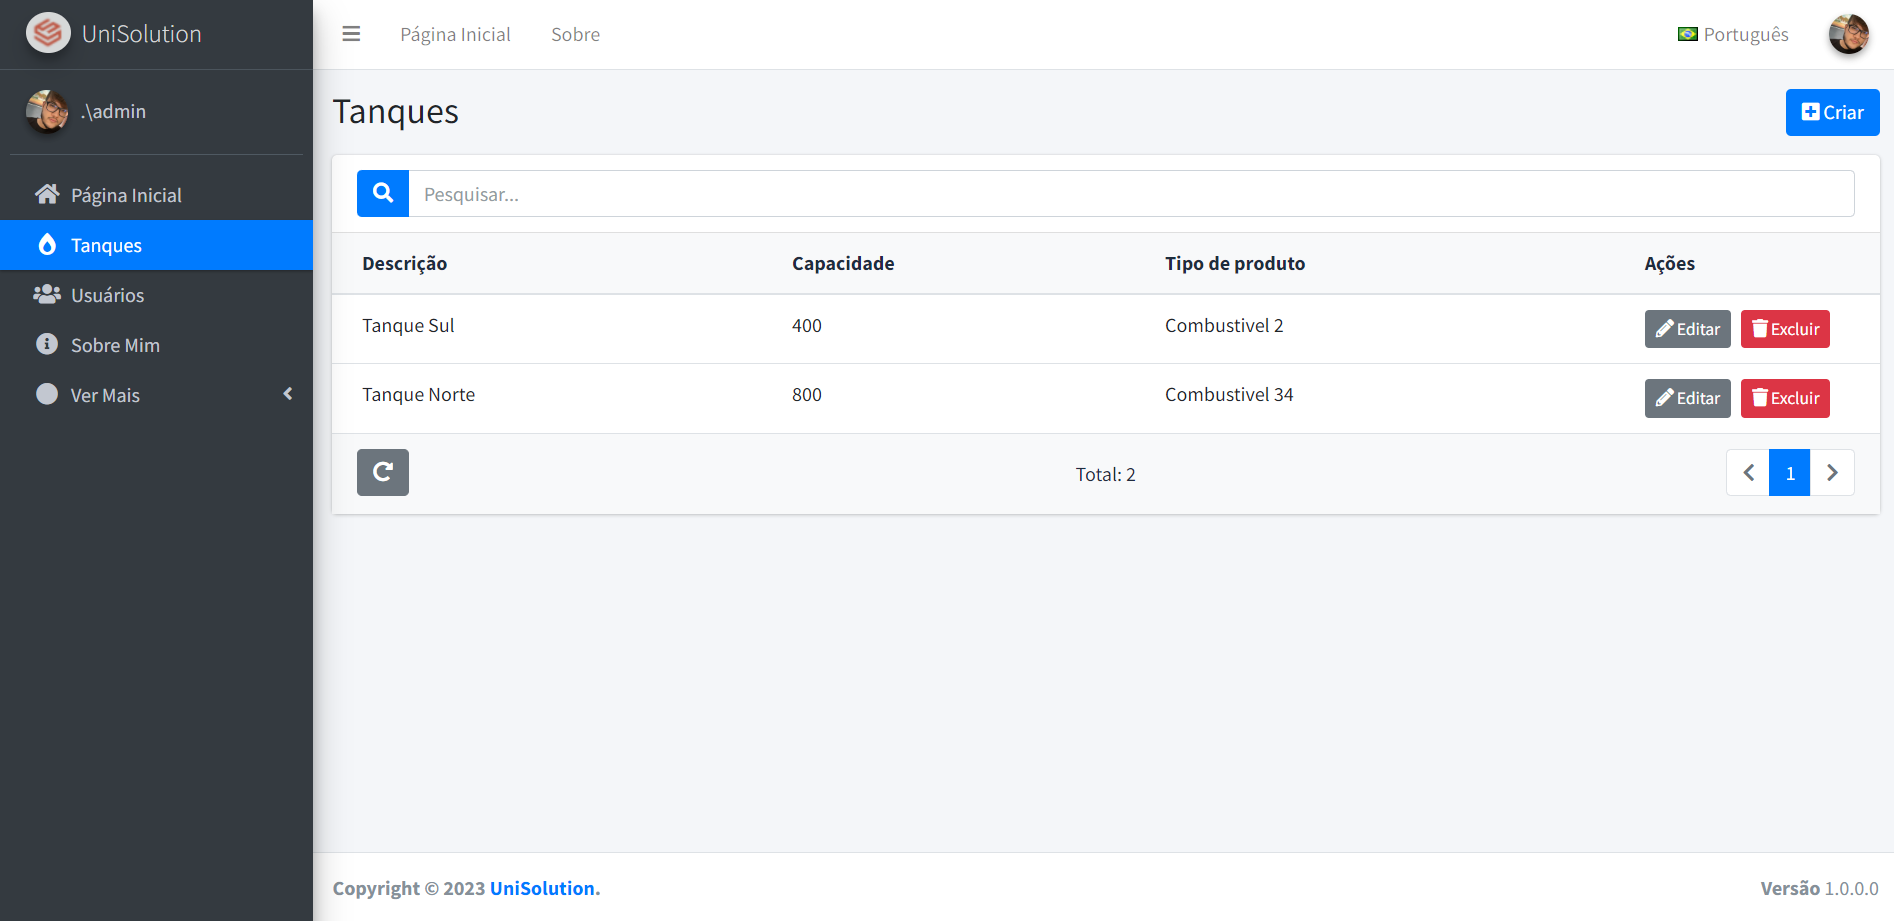 UniSolution
Página Inicial
Sobre
Português
.\admin
Página Inicial
Tanques
Usuários
Sobre Mim
Ver Mais
Tanques
Criar
Pesquisar...
Descrição Capacidade Tipo de produto Ações
Tanque Sul 400 Combustivel 2 Editar Excluir
Tanque Norte 800 Combustivel 34 Editar Excluir
Total: 2
1
Copyright © 2023 UniSolution.
Versão 1.0.0.0